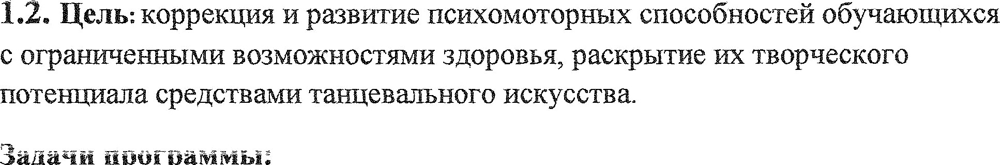 1.2. Цель: коррекция и развитие психомоторных способностей обучающихся
с ограниченными возможностями здоровья, раскрытие их творческого
потенциала средствами танцевального искусства.
Задачи программы: